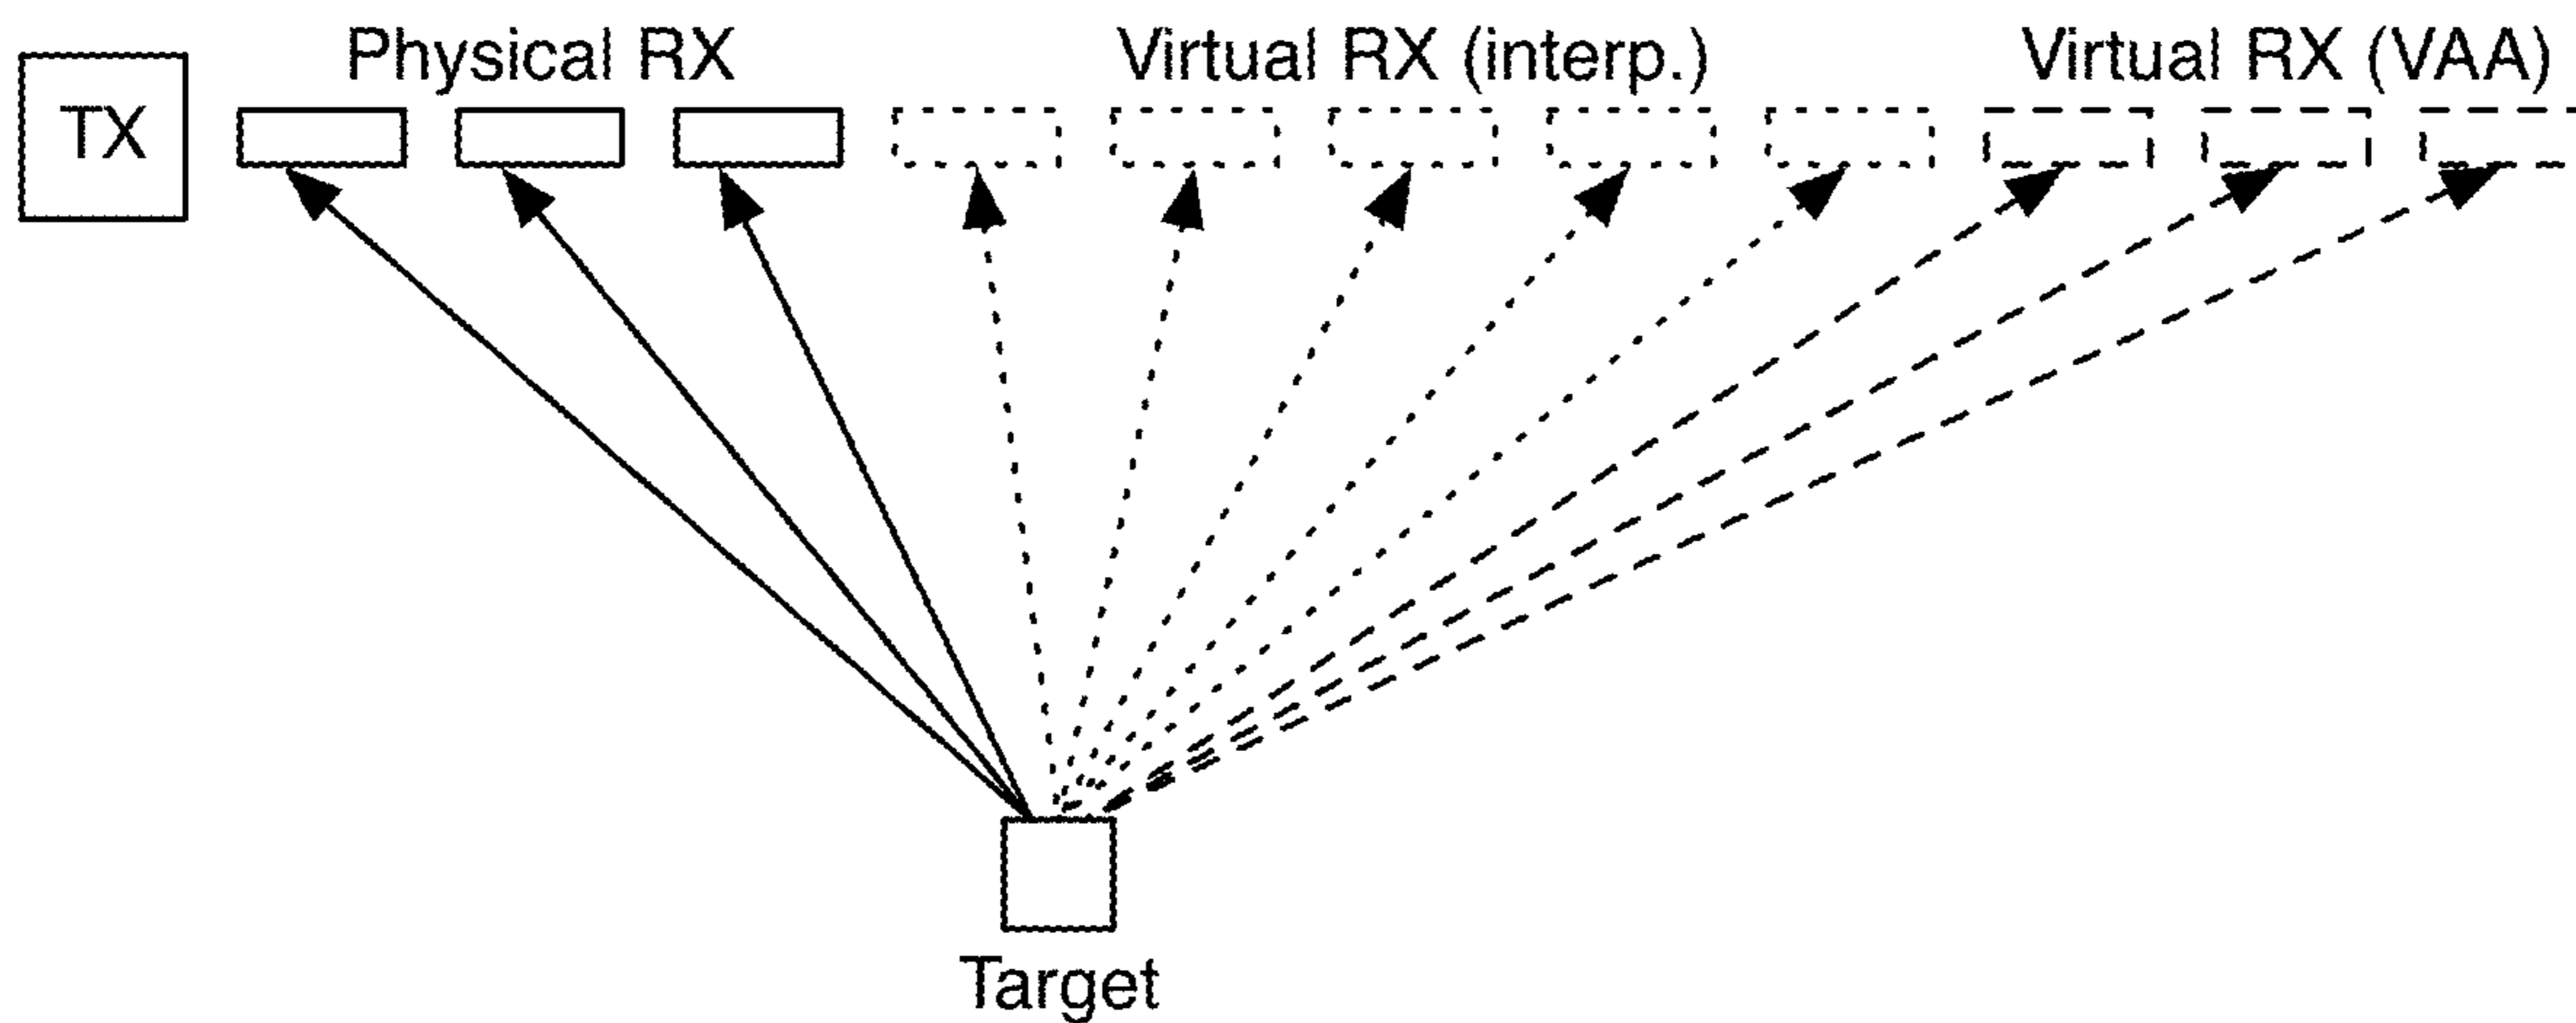 Physical RX
Virtual RX (interp.)
Virtual RX (VAA)
TX
Target